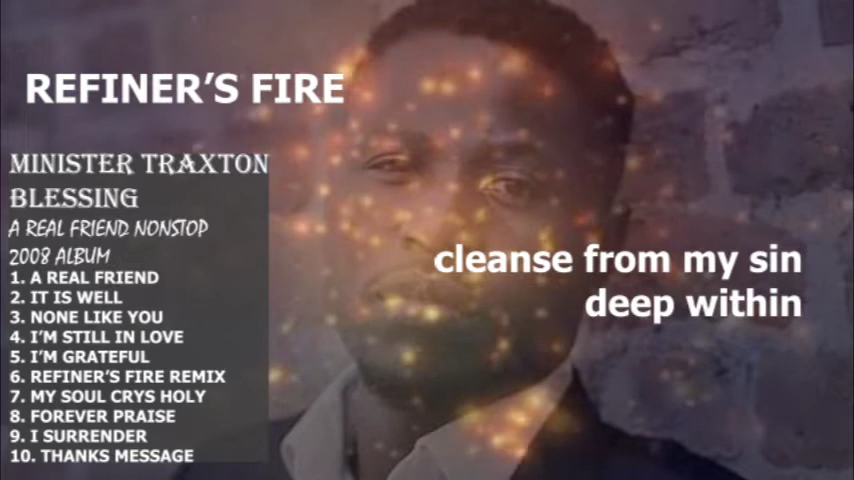 REFINER'S FIRE
MINISTER TRAXTON
BLESSING
A REAL FRIEND NONSTOP
2008 ALBUM
1. A REAL FRIEND
2. IT IS WELL
3. NONE LIKE YOU
4. I'M STILL IN LOVE
5. I'M GRATEFUL
6. REFINER'S FIRE REMIX
7. MY SOUL CRYS HOLY
8. FOREVER PRAISE
9. I SURRENDER
10. THANKS MESSAGE
cleanse from my sin
deep within